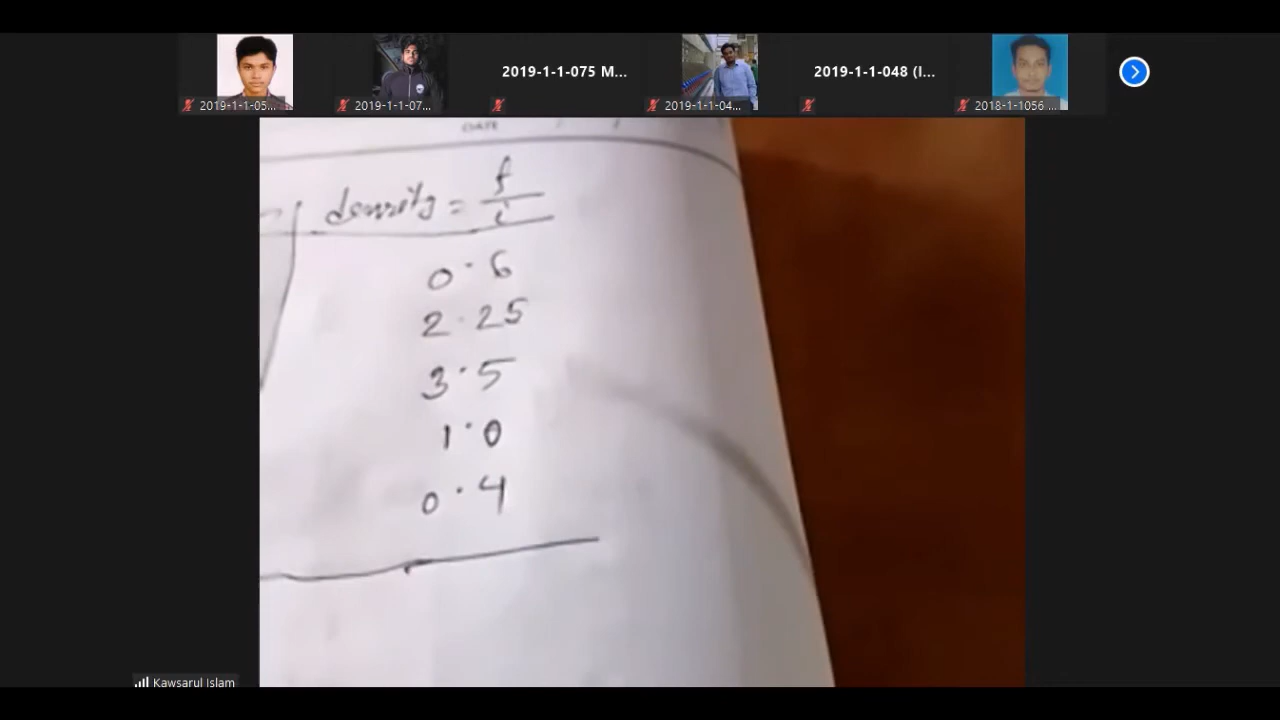 2019-1-1-05...
2019-1-1-07...
2019-1-1-075 M...
2019-1-1-04...
2019-1-1-048 (I...
2018-1-1056 ...
DATE / /
density = f/i
0.6
2.25
3.5
1.0
0.4
Kawsarul Islam